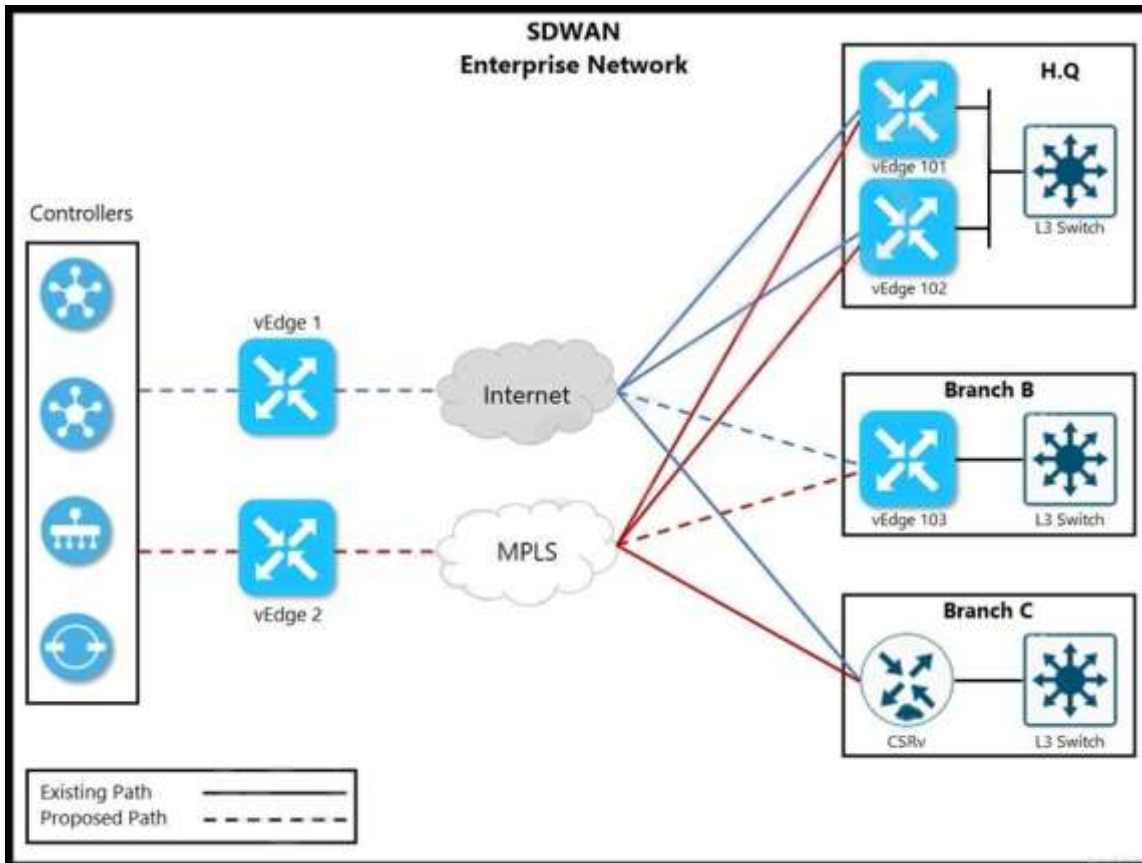 SDWAN
Enterprise Network
H.Q
vEdge 101
L3 Switch
vEdge 102
Controllers
vEdge 1
Internet
Branch B
vEdge 103
L3 Switch
MPLS
vEdge 2
Branch C
CSRv
L3 Switch
Existing Path
Proposed Path